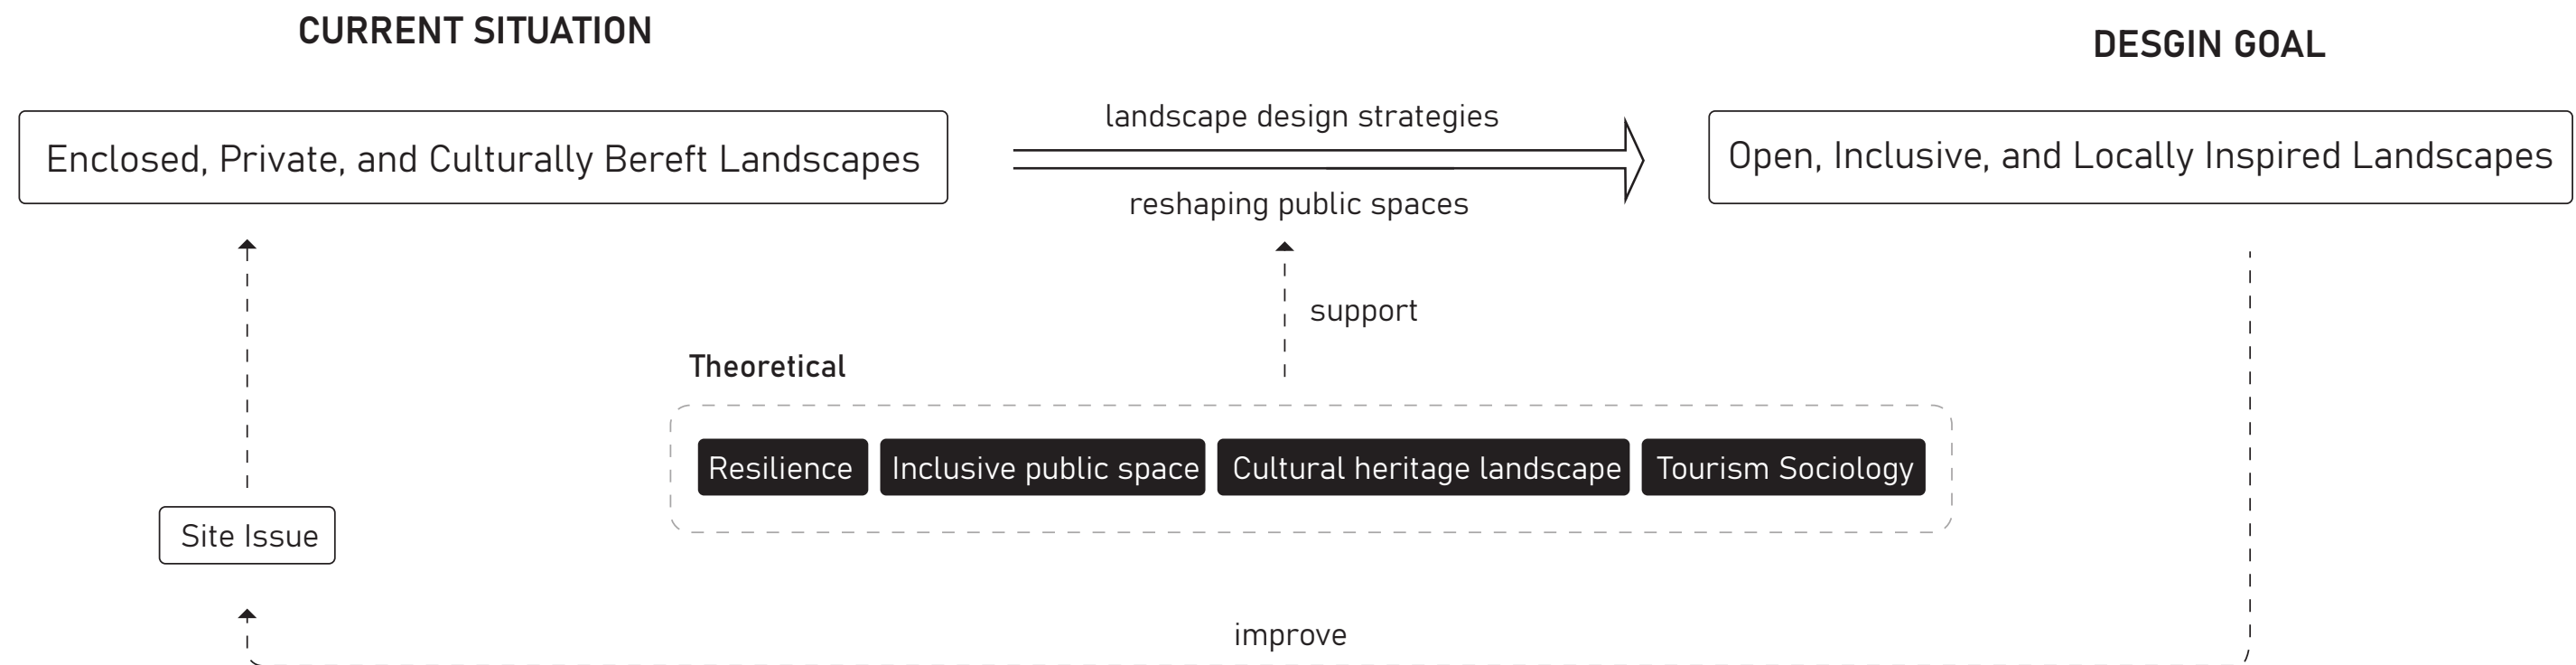 CURRENT SITUATION
DESGIN GOAL
Enclosed, Private, and Culturally Bereft Landscapes
landscape design strategies
reshaping public spaces
Open, Inclusive, and Locally Inspired Landscapes
support
Theoretical
Resilience
Inclusive public space
Cultural heritage landscape
Tourism Sociology
Site Issue
improve